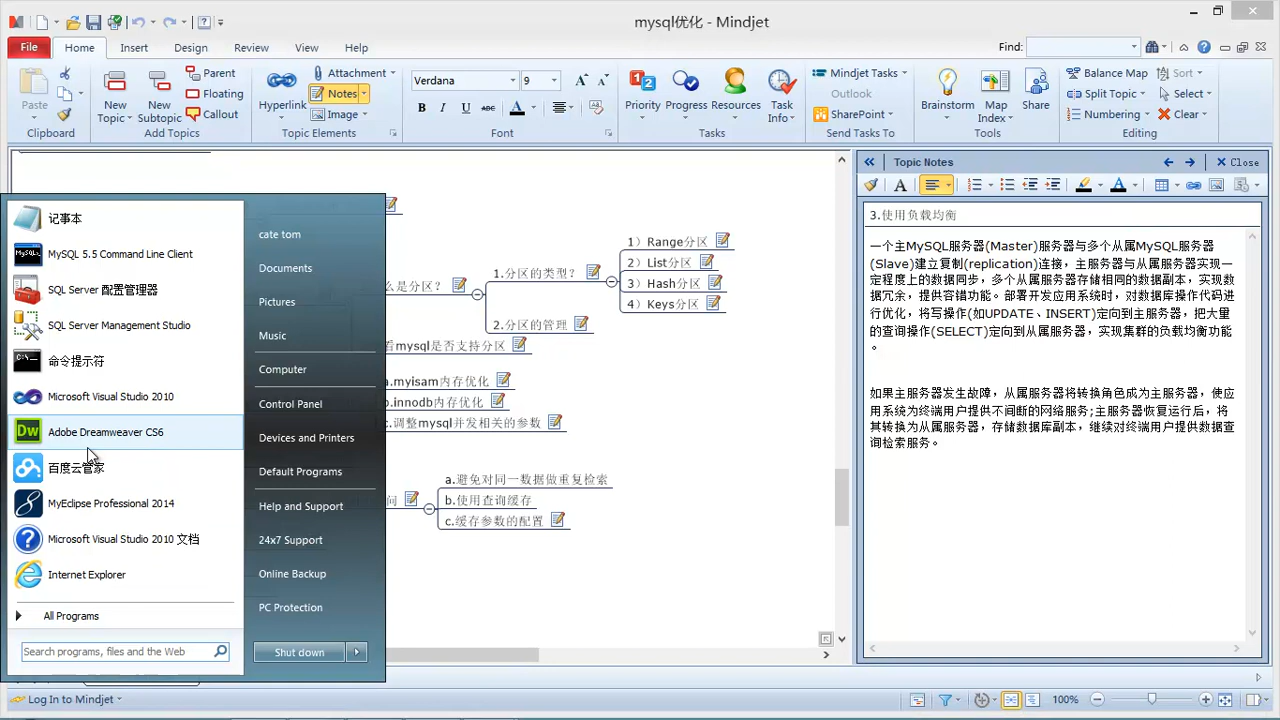 mysql优化 - Mindjet
File
Home
Insert
Design
Review
View
Help
Find:
Paste
Clipboard
New Topic
New Subtopic
Parent
Floating
Callout
Add Topics
Hyperlink
Attachment
Notes
Image
Topic Elements
Verdana
9
Font
Priority
Progress
Resources
Task Info
Tasks
Mindjet Tasks
Outlook
SharePoint
Send Tasks To
Brainstorm
Map Index
Share
Tools
Balance Map
Split Topic
Numbering
Sort
Select
Clear
Editing
记事本
MySQL 5.5 Command Line Client
SQL Server 配置管理器
SQL Server Management Studio
命令提示符
Microsoft Visual Studio 2010
Adobe Dreamweaver CS6
百度云管家
MyEclipse Professional 2014
Microsoft Visual Studio 2010 文档
Internet Explorer
All Programs
Search programs, files and the Web
cate tom
Documents
Pictures
Music
Computer
Control Panel
Devices and Printers
Default Programs
Help and Support
24x7 Support
Online Backup
PC Protection
Shut down
么是分区？
1.分区的类型？
1）Range分区
2）List分区
3）Hash分区
4）Keys分区
2.分区的管理
看mysql是否支持分区
a.myisam内存优化
b.innodb内存优化
c.调整mysql并发相关的参数
问
a.避免对同一数据做重复检索
b.使用查询缓存
c.缓存参数的配置
Topic Notes
Close
3.使用负载均衡
一个主MySQL服务器(Master)服务器与多个从属MySQL服务器
(Slave)建立复制(replication)连接，主服务器与从属服务器实现一
定程度上的数据同步，多个从属服务器存储相同的数据副本，实现数
据冗余，提供容错功能。部署开发应用系统时，对数据库操作代码进
行优化，将写操作(如UPDATE、INSERT)定向到主服务器，把大量
的查询操作(SELECT)定向到从属服务器，实现集群的负载均衡功能
。
如果主服务器发生故障，从属服务器将转换角色成为主服务器，使应
用系统为终端用户提供不间断的网络服务;主服务器恢复运行后，将
其转换为从属服务器，存储数据库副本，继续对终端用户提供数据查
询检索服务。
Log In to Mindjet
100%